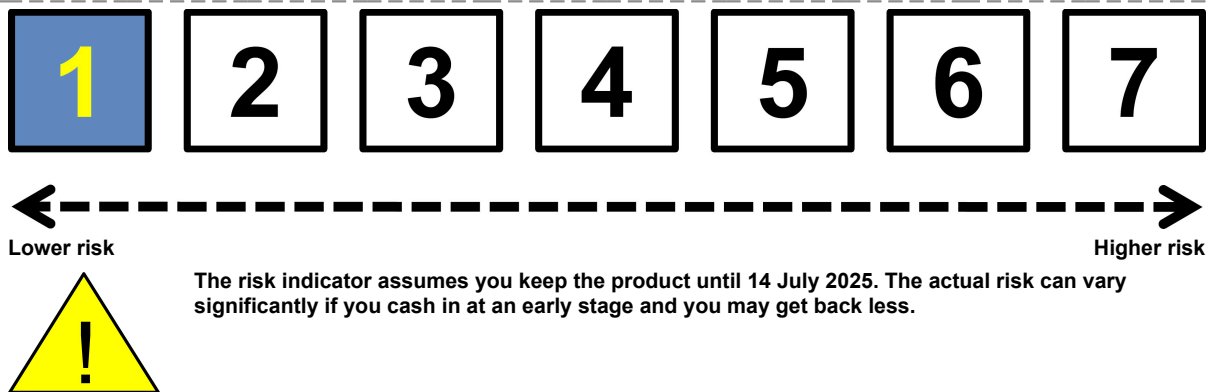 1 2 3 4 5 6 7
Lower risk Higher risk
The risk indicator assumes you keep the product until 14 July 2025. The actual risk can vary
significantly if you cash in at an early stage and you may get back less.
!